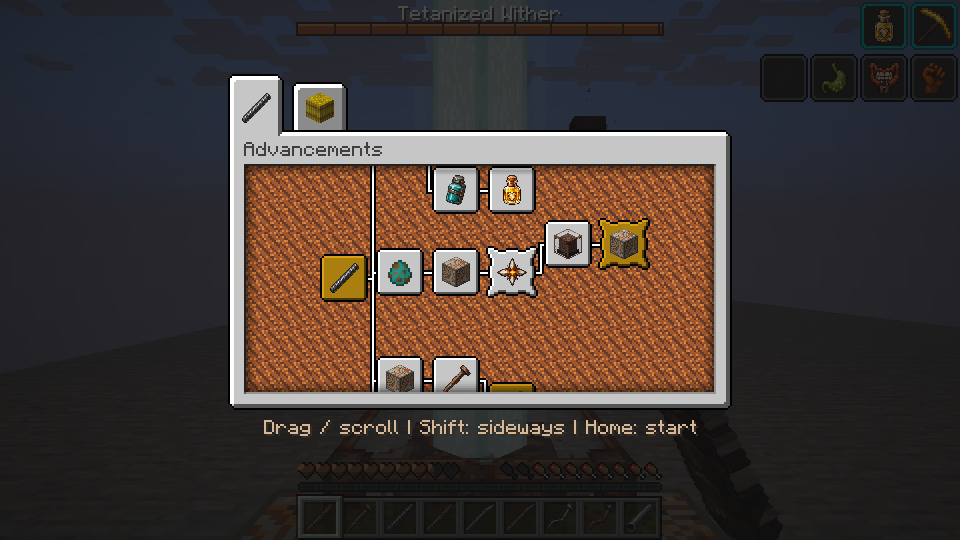 Tetanized Wither
Advancements
Drag / scroll | Shift: sideways | Home: start